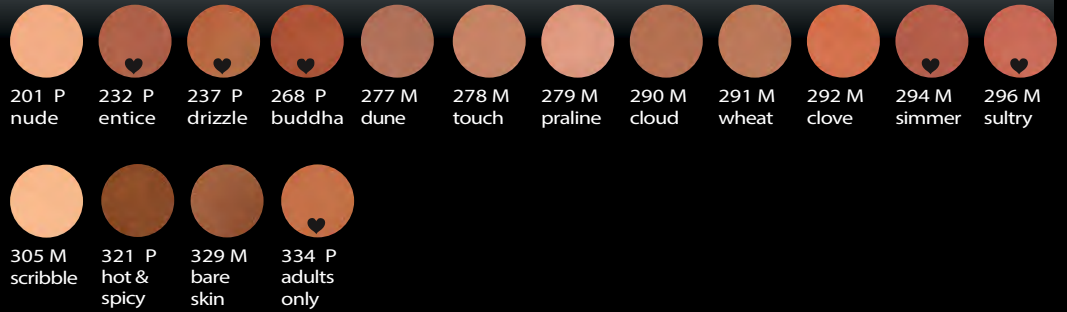 201 P
nude
232 P
entice
237 P
drizzle
268 P
buddha
277 M
dune
278 M
touch
279 M
praline
290 M
cloud
291 M
wheat
292 M
clove
294 M
simmer
296 M
sultry
305 M
scribble
321 P
hot &
spicy
329 M
bare
skin
334 P
adults
only